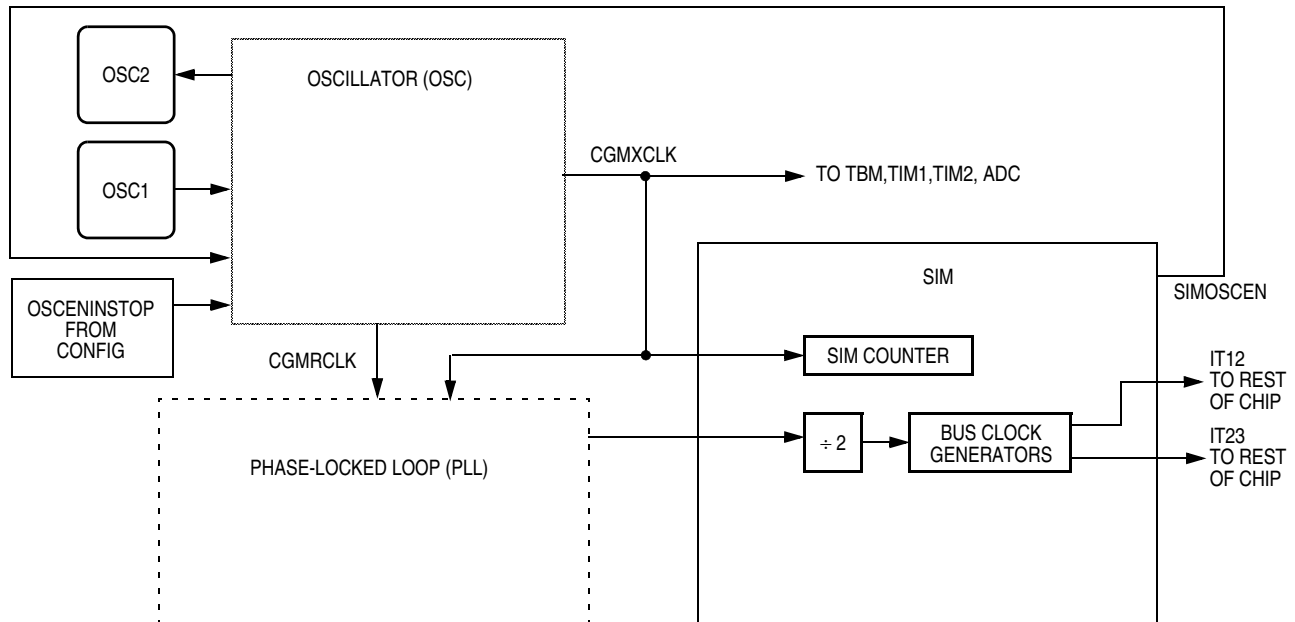 OSC2
OSCILLATOR (OSC)
CGMXCLK
TO TBM,TIM1,TIM2, ADC
OSC1
SIM
SIMOSCEN
OSCENINSTOP
FROM
CONFIG
CGMRCLK
SIM COUNTER
IT12
TO REST
OF CHIP
÷ 2
BUS CLOCK
GENERATORS
IT23
TO REST
OF CHIP
PHASE-LOCKED LOOP (PLL)